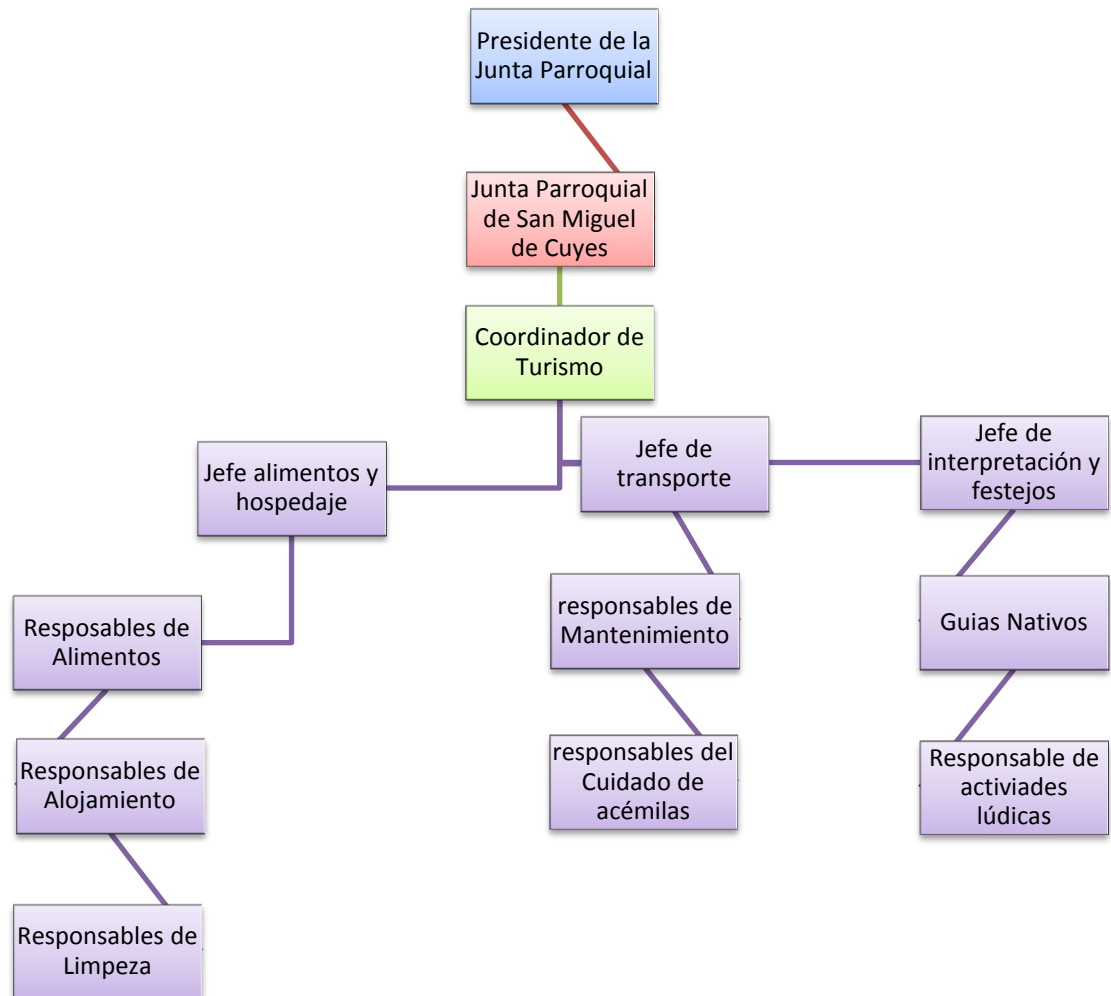 Presidente de la
Junta Parroquial
Junta Parroquial
de San Miguel
de Cuyes
Coordinador de
Turismo
Jefe alimentos y
hospedaje
Jefe de
transporte
Jefe de
interpretación y
festejos
Resposables de
Alimentos
responsables de
Mantenimiento
Guias Nativos
Responsables de
Alojamiento
responsables del
Cuidado de
acémilas
Responsable de
activiades
lúdicas
Responsables de
Limpeza